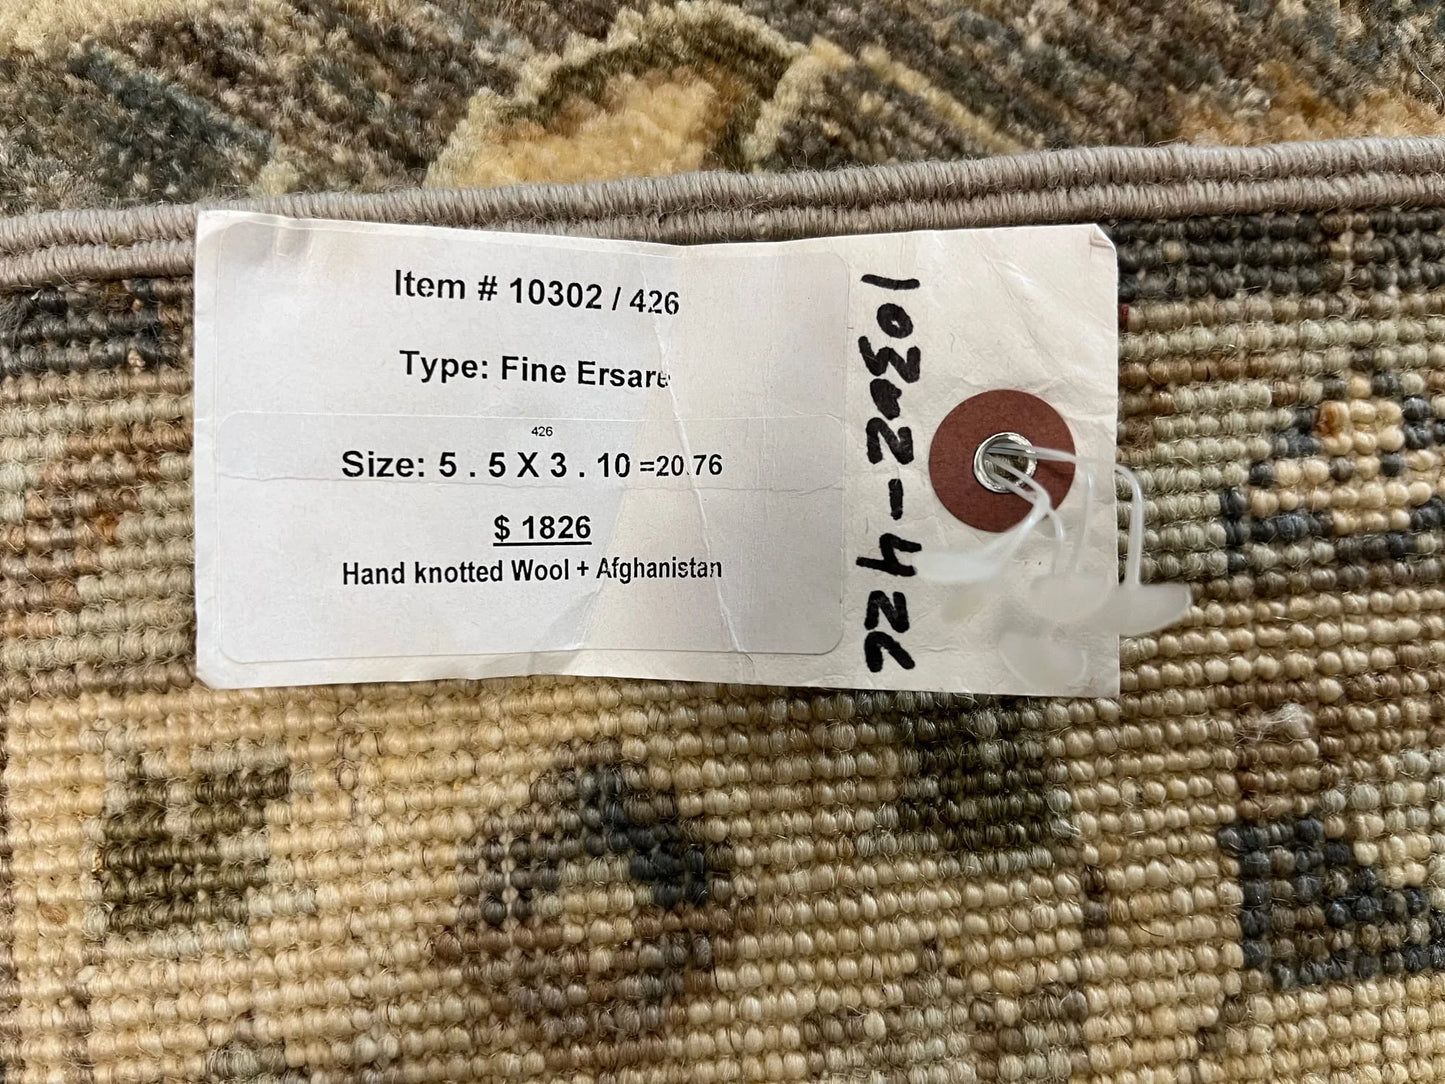 Item # 10302 / 426
Type: Fine Ersare
426
Size: 5 . 5 X 3 . 10 =20.76
$ 1826
Hand knotted Wool + Afghanistan
10302-426